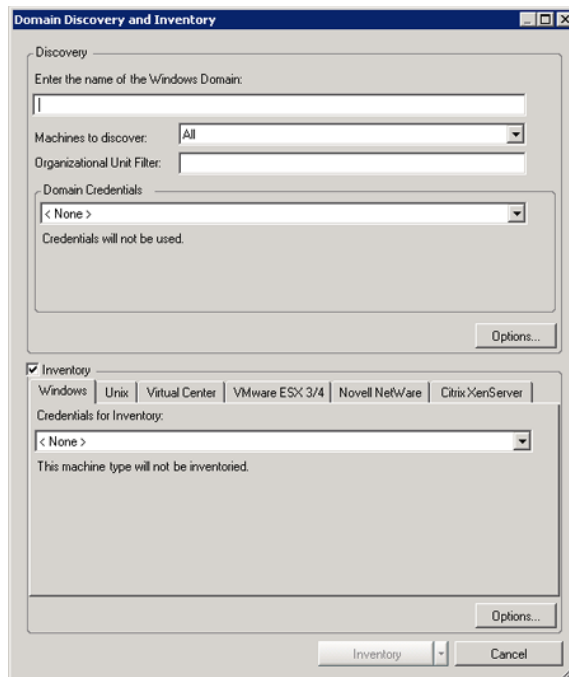 Domain Discovery and Inventory
Discovery
Enter the name of the Windows Domain:
Machines to discover: All
Organizational Unit Filter:
Domain Credentials
< None >
Credentials will not be used.
Options...
Inventory
Windows Unix Virtual Center VMware ESX 3/4 Novell NetWare Citrix XenServer
Credentials for Inventory:
< None >
This machine type will not be inventoried.
Options...
Inventory Cancel